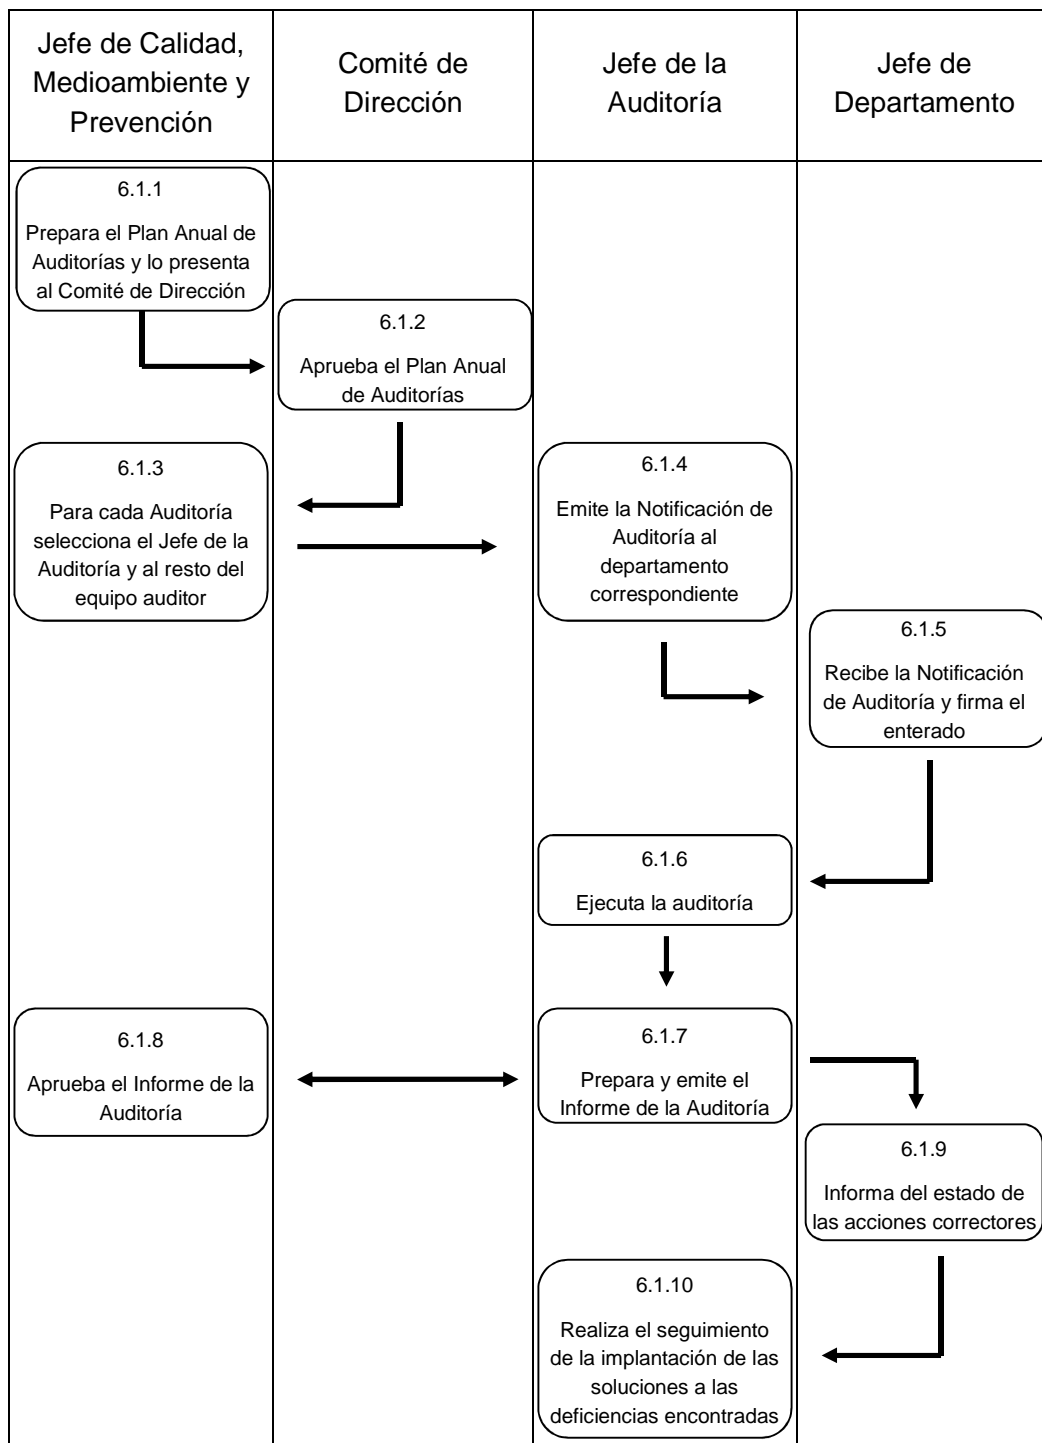 Jefe de Calidad,
Medioambiente y
Prevención
Comité de
Dirección
Jefe de la
Auditoría
Jefe de
Departamento
6.1.1
Prepara el Plan Anual de
Auditorías y lo presenta
al Comité de Dirección
6.1.2
Aprueba el Plan Anual
de Auditorías
6.1.3
Para cada Auditoría
selecciona el Jefe de la
Auditoría y al resto del
equipo auditor
6.1.4
Emite la Notificación de
Auditoría al
departamento
correspondiente
6.1.5
Recibe la Notificación
de Auditoría y firma el
enterado
6.1.6
Ejecuta la auditoría
6.1.7
Prepara y emite el
Informe de la Auditoría
6.1.8
Aprueba el Informe de la
Auditoría
6.1.9
Informa del estado de
las acciones correctores
6.1.10
Realiza el seguimiento
de la implantación de las
soluciones a las
deficiencias encontradas